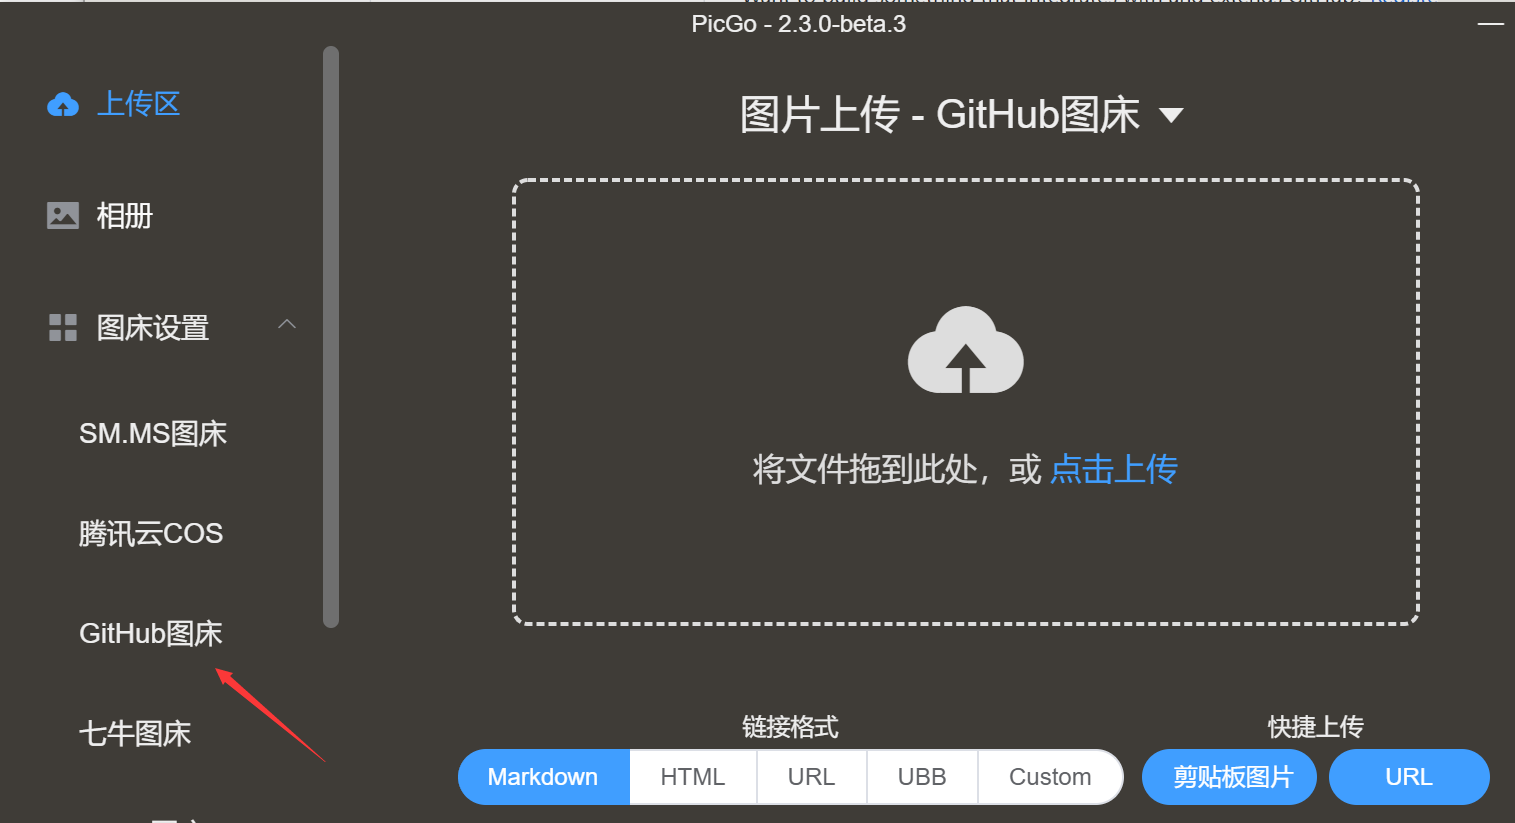 PicGo - 2.3.0-beta.3
上传区
相册
图床设置
SM.MS图床
腾讯云COS
GitHub图床
七牛图床
图片上传 - GitHub图床
将文件拖到此处，或 点击上传
链接格式
Markdown
HTML
URL
UBB
Custom
快捷上传
剪贴板图片
URL